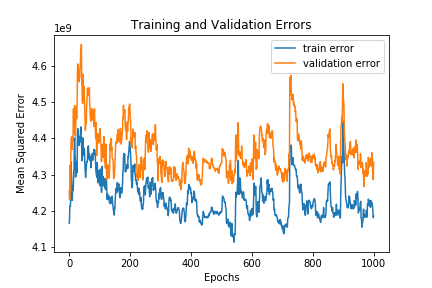 Training and Validation Errors
1e9
train error
validation error
4.6
4.5
4.4
4.3
4.2
4.1
Mean Squared Error
0
200
400
600
800
1000
Epochs